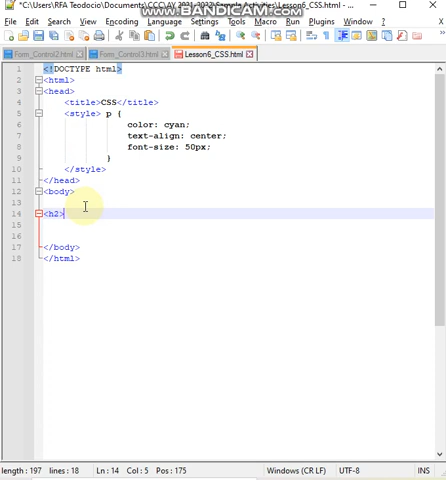 *C:\Users\RFA Teodocio\Documents\CCC\AY 2021-2022\Sample Activities\Lesson6_CSS.html -
WWW.BANDICAM.COM
File Edit Search View Encoding Language Settings Tools Macro Run Plugins Window ? X
Form_Control2.html Form_Control3.html Lesson6_CSS.html
1 <!DOCTYPE html>
2 <html>
3 <head>
4 <title>CSS</title>
5 <style> p {
6 color: cyan;
7 text-align: center;
8 font-size: 50px;
9 }
10 </style>
11 </head>
12 <body>
13
14 <h2>
15
16
17 </body>
18 </html>
length : 197 lines : 18 Ln : 14 Col : 5 Pos : 175 Windows (CR LF) UTF-8 INS